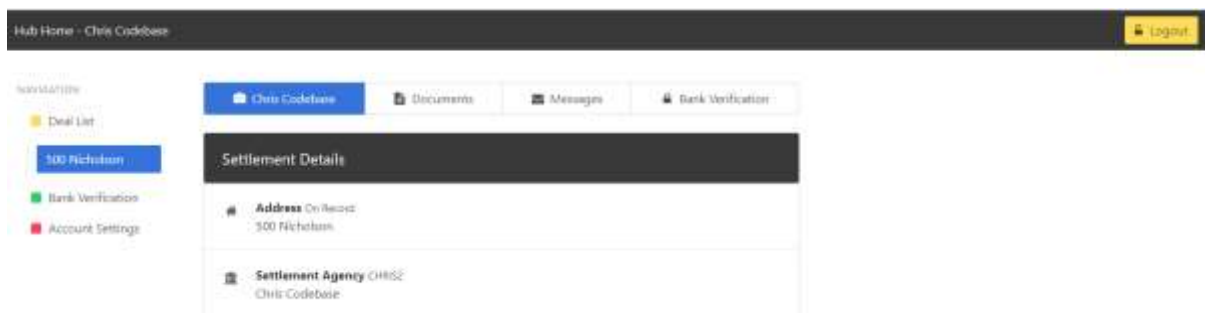 Hub Home - Chris Codebase
Logout
NAVIGATION
Deal List
500 Nicholson
Bank Verification
Account Settings
Chris Codebase
Documents
Messages
Bank Verification
Settlement Details
Address On Record
500 Nicholson
Settlement Agency CHRIS2
Chris Codebase